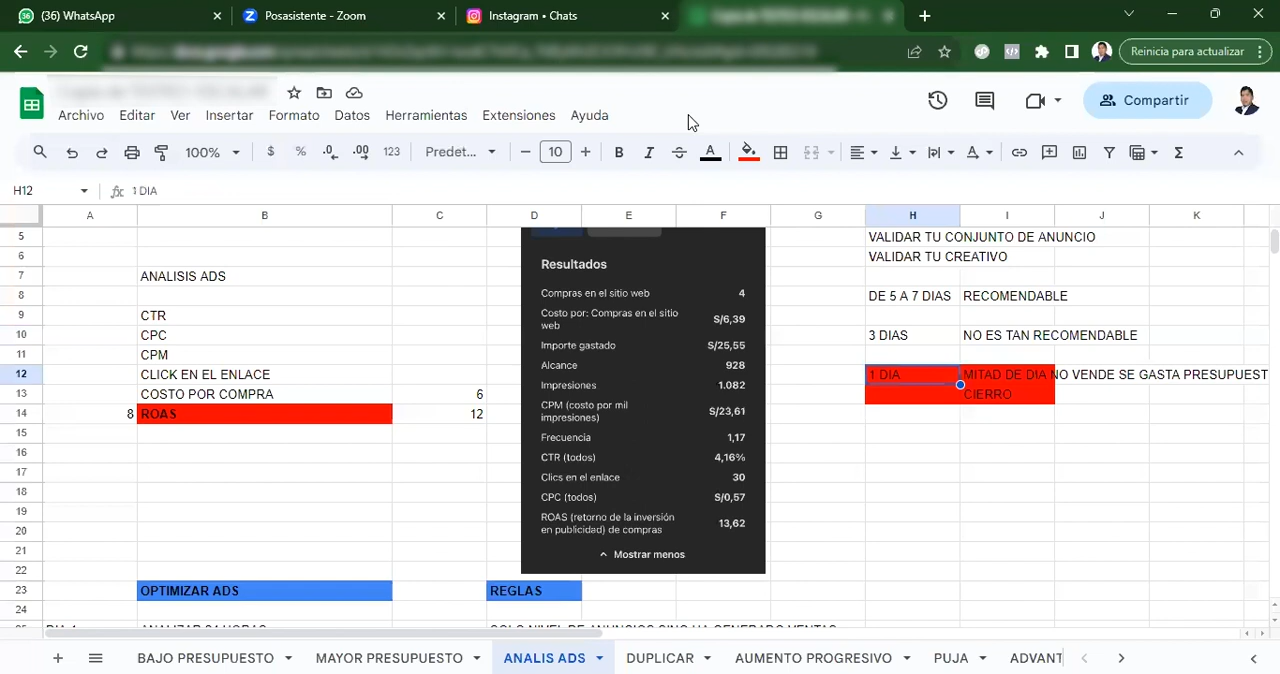 (36) WhatsApp
Posasistente - Zoom
Instagram • Chats
Reinicia para actualizar
Archivo Editar Ver Insertar Formato Datos Herramientas Extensiones Ayuda
Compartir
100% $ % .0 .00 123 Predet... 10
H12 fx 1 DIA
A B C D E F G H I J K
5 VALIDAR TU CONJUNTO DE ANUCIO
6 VALIDAR TU CREATIVO
7 ANALISIS ADS
8 DE 5 A 7 DIAS RECOMENDABLE
9 CTR
10 CPC 3 DIAS NO ES TAN RECOMENDABLE
11 CPM
12 CLICK EN EL ENLACE 1 DIA MITAD DE DIA NO VENDE SE GASTA PRESUPUEST
13 COSTO POR COMPRA 6 CIERRO
14 8 ROAS 12
15
16
17
18
19
20
21
22
23 OPTIMIZAR ADS REGLAS
24
Resultados
Compras en el sitio web 4
Costo por: Compras en el sitio
web S/6,39
Importe gastado S/25,55
Alcance 928
Impresiones 1.082
CPM (costo por mil
impresiones) S/23,61
Frecuencia 1,17
CTR (todos) 4,16%
Clics en el enlace 30
CPC (todos) S/0,57
ROAS (retorno de la inversión
en publicidad) de compras 13,62
Mostrar menos
BAJO PRESUPUESTO MAYOR PRESUPUESTO ANALIS ADS DUPLICAR AUMENTO PROGRESIVO PUJA ADVANT